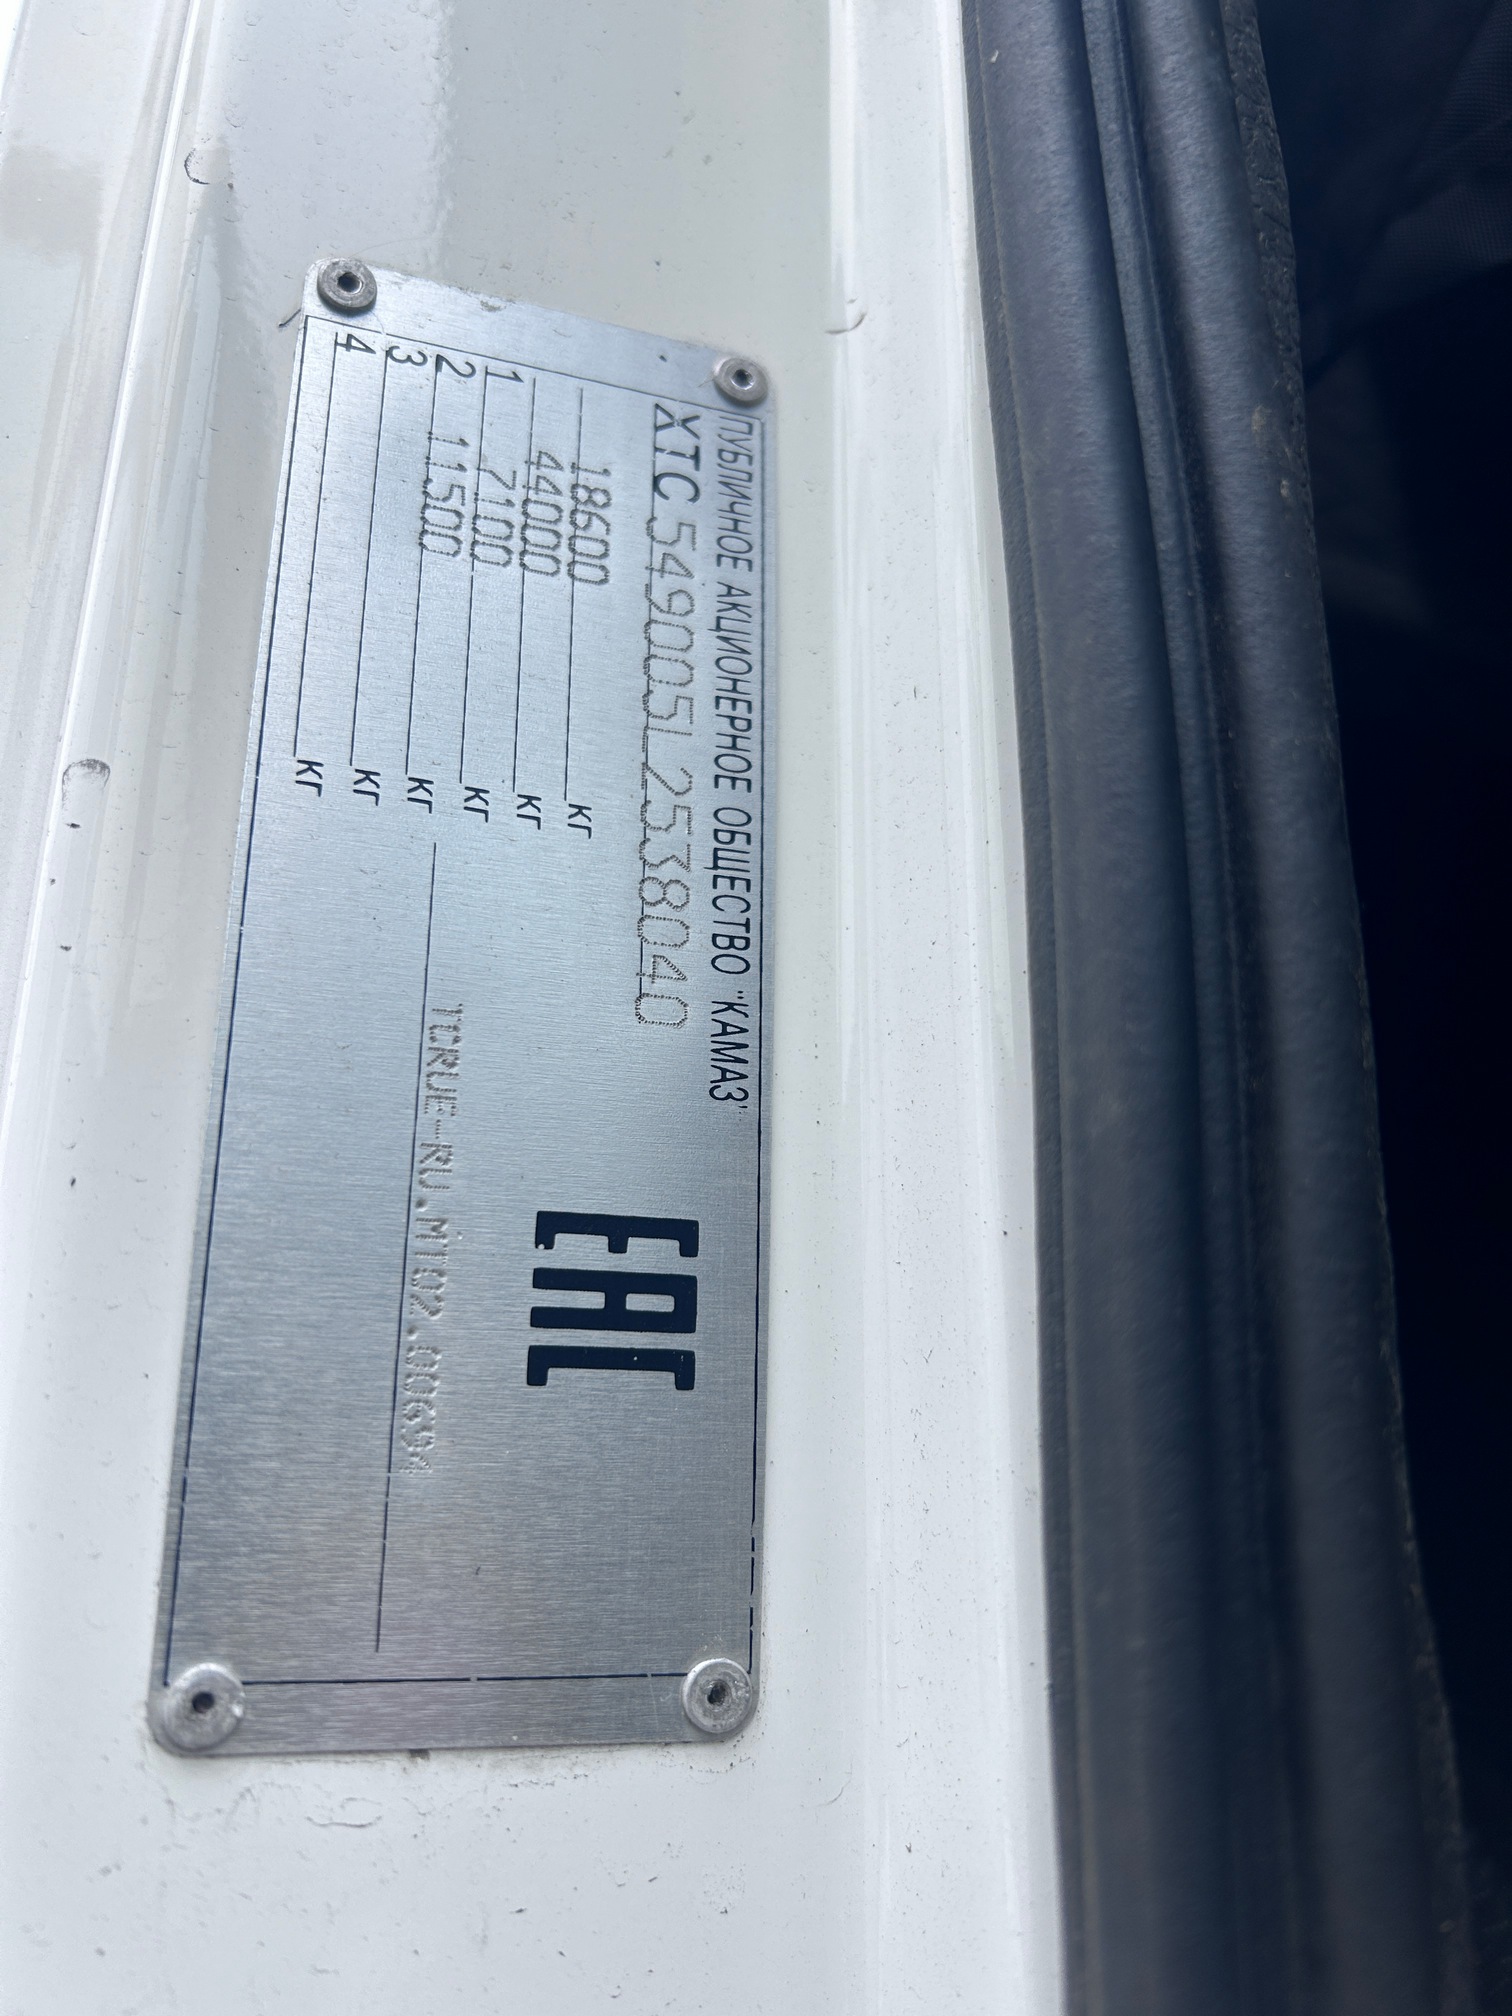 ПУБЛИЧНОЕ АКЦИОНЕРНОЕ ОБЩЕСТВО "КАМАЗ"
XTC549005L2538040
18600 кг
44000 кг
1 7100 кг
2 11500 кг
3 кг
4 кг
EAC
TCRUE-RU.MT02.00694